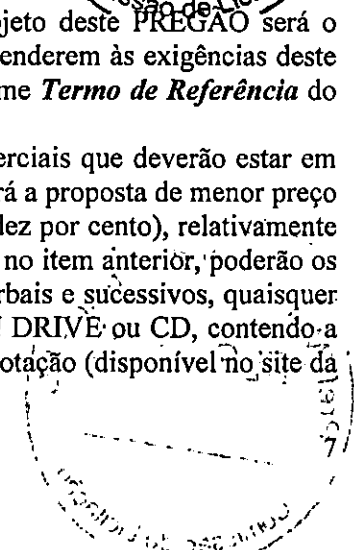 jeto deste PREGÃO será o
enderem às exigências deste
me Termo de Referência do
erciais que deverão estar em
rá a proposta de menor preço
dez por cento), relativamente
no item anterior, poderão os
rbais e sucessivos, quaisquer
DRIVE ou CD, contendo a
otação (disponível no site da
7